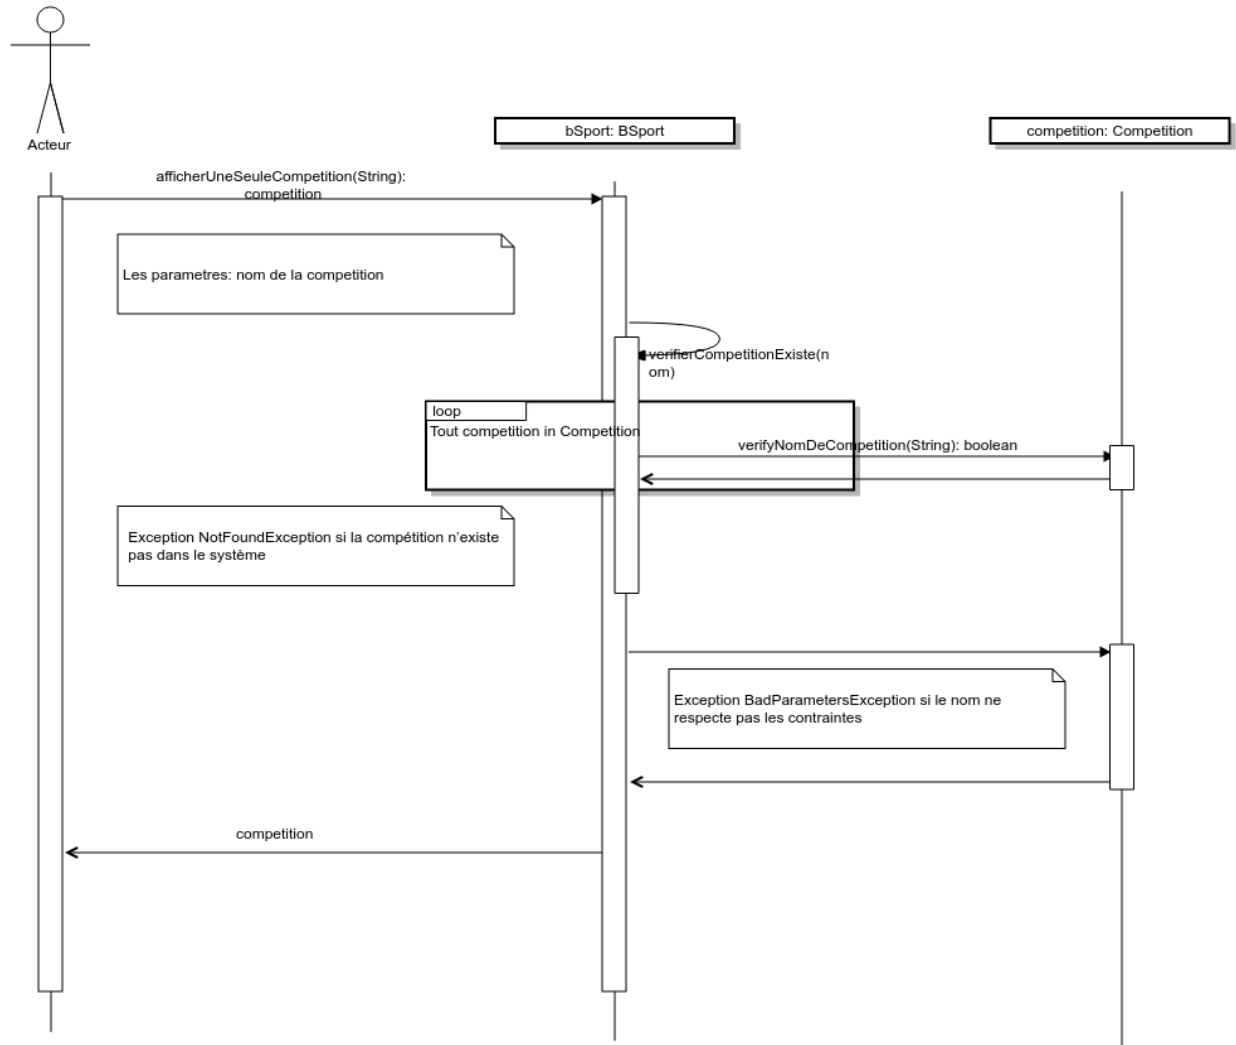 Acteur
bSport: BSport
competition: Competition
afficherUneSeuleCompetition(String):
competition
Les parametres: nom de la competition
verifierCompetitionExiste(n
om)
loop
Tout competition in Competition
verifyNomDeCompetition(String): boolean
Exception NotFoundException si la compétition n'existe
pas dans le système
Exception BadParametersException si le nom ne
respecte pas les contraintes
competition